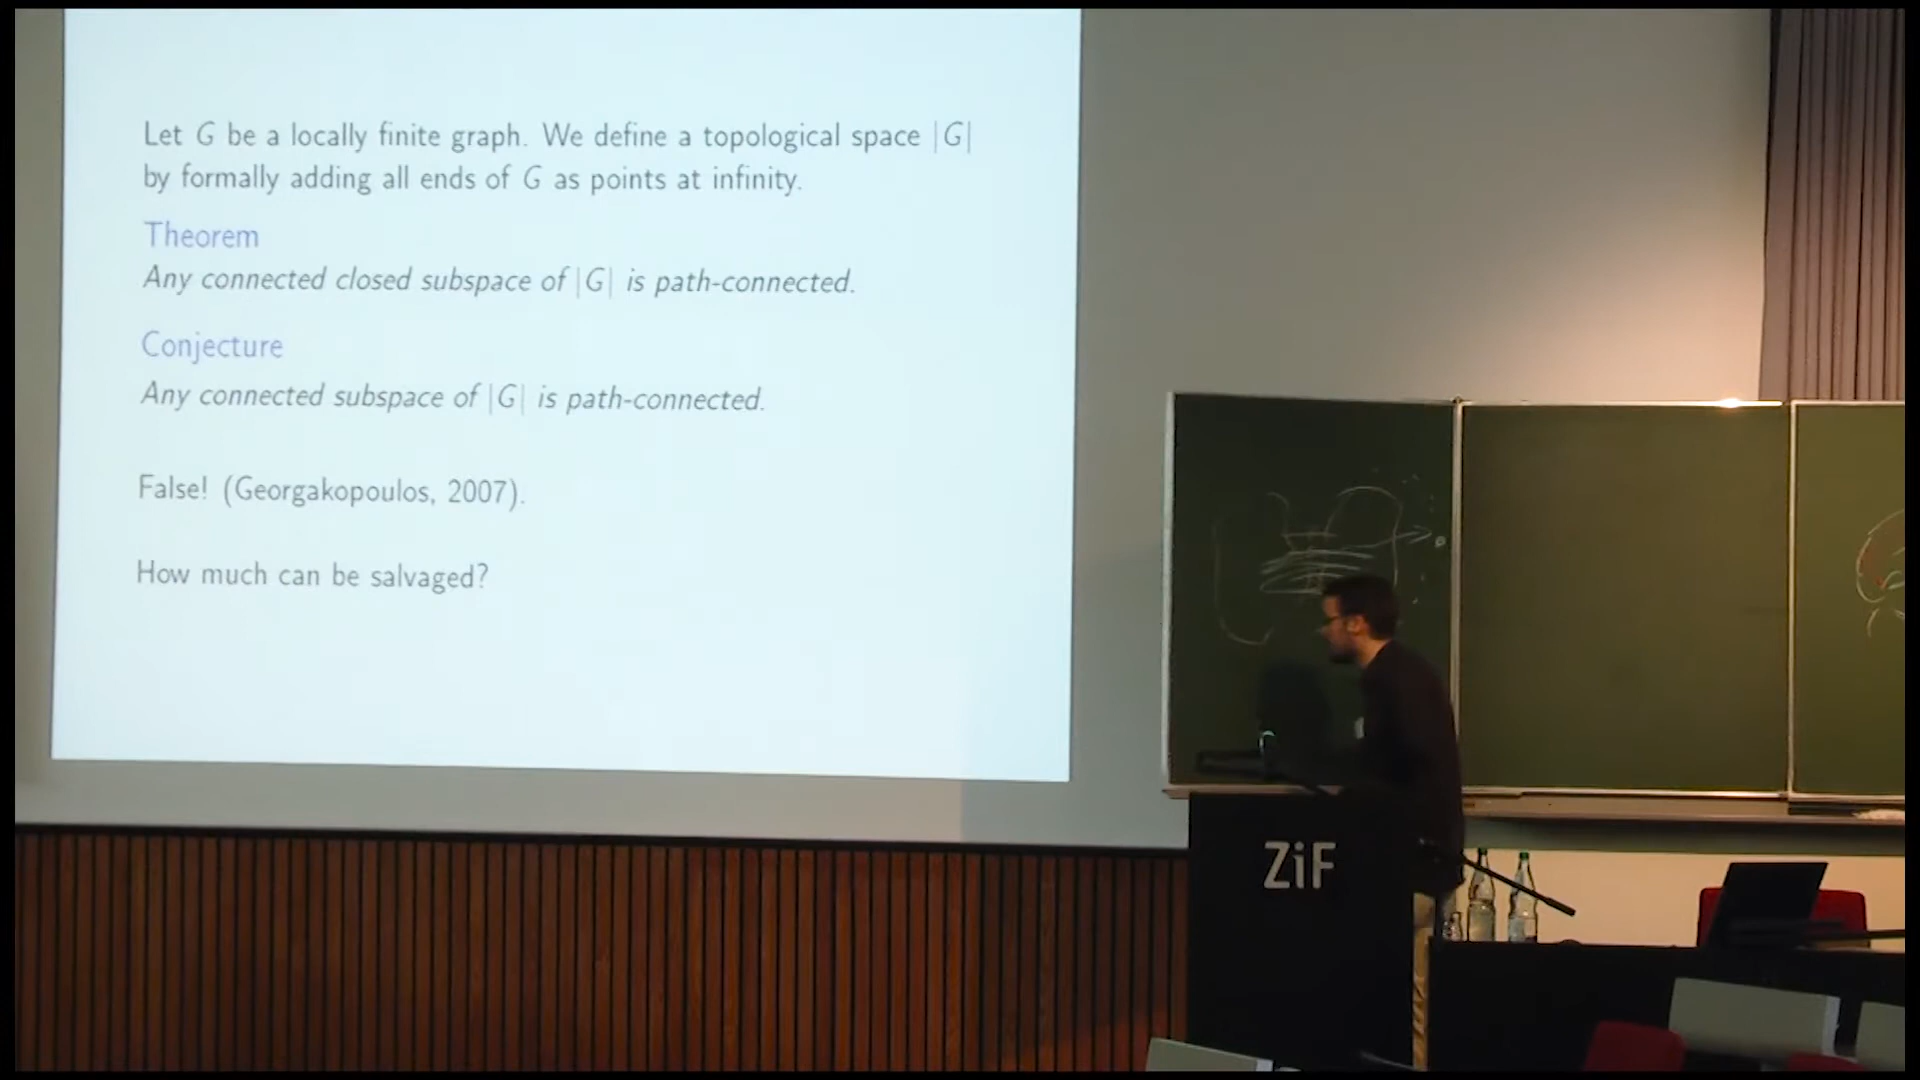 Let G be a locally finite graph. We define a topological space |G|
by formally adding all ends of G as points at infinity.
Theorem
Any connected closed subspace of |G| is path-connected.
Conjecture
Any connected subspace of |G| is path-connected.
False! (Georgakopoulos, 2007).
How much can be salvaged?
ZiF